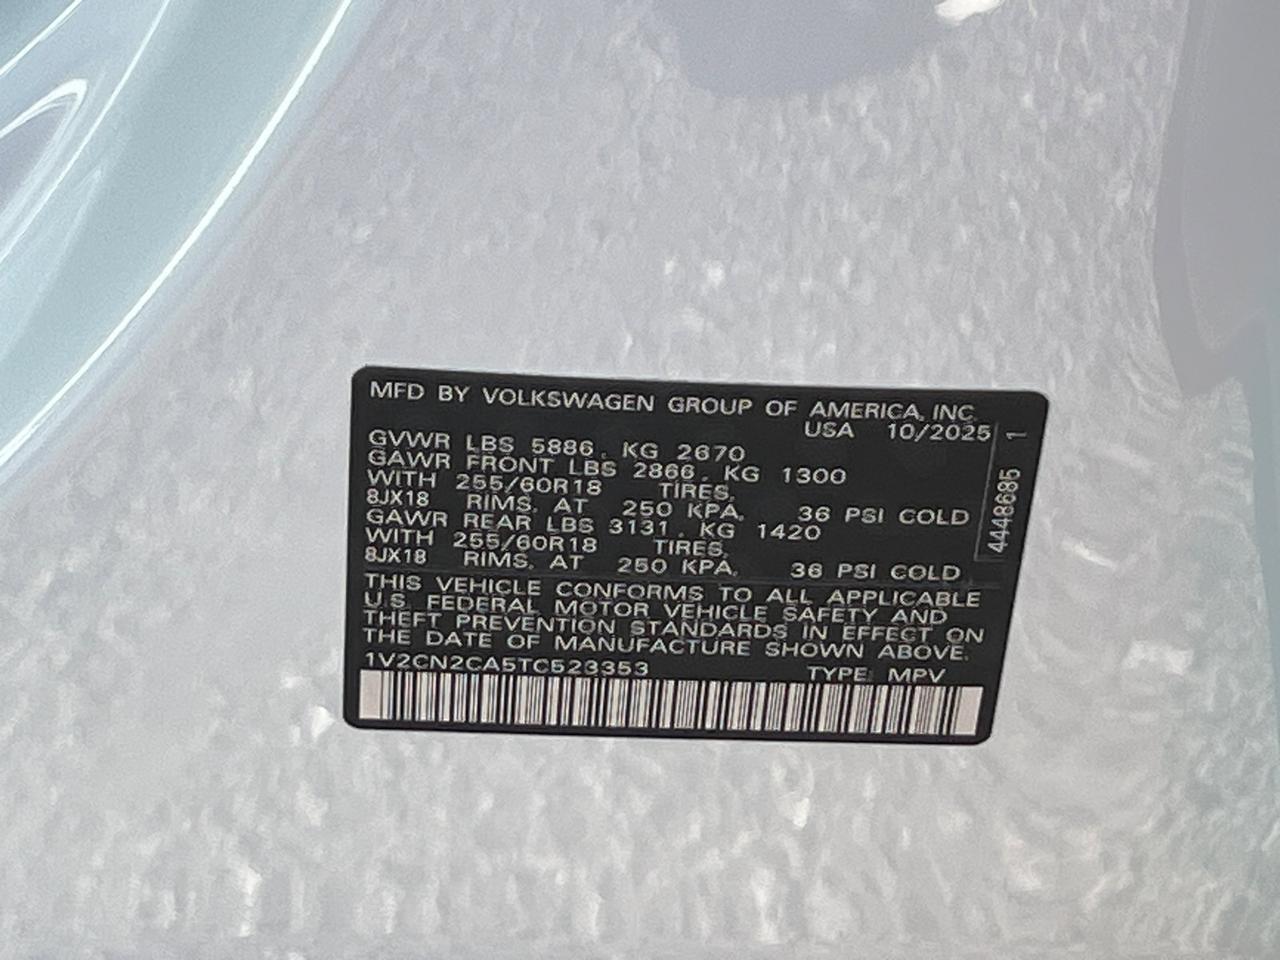 MFD BY VOLKSWAGEN GROUP OF AMERICA, INC.
USA 10/2025
GVWR LBS 5886, KG 2670
GAWR FRONT LBS 2866, KG 1300
WITH 255/60R18 TIRES,
8JX18 RIMS, AT 250 KPA, 36 PSI COLD
GAWR REAR LBS 3131, KG 1420
WITH 255/60R18 TIRES,
8JX18 RIMS, AT 250 KPA, 36 PSI COLD
THIS VEHICLE CONFORMS TO ALL APPLICABLE
U.S. FEDERAL MOTOR VEHICLE SAFETY AND
THEFT PREVENTION STANDARDS IN EFFECT ON
THE DATE OF MANUFACTURE SHOWN ABOVE.
1V2CN2CA5TC523353 TYPE: MPV
4448685 1